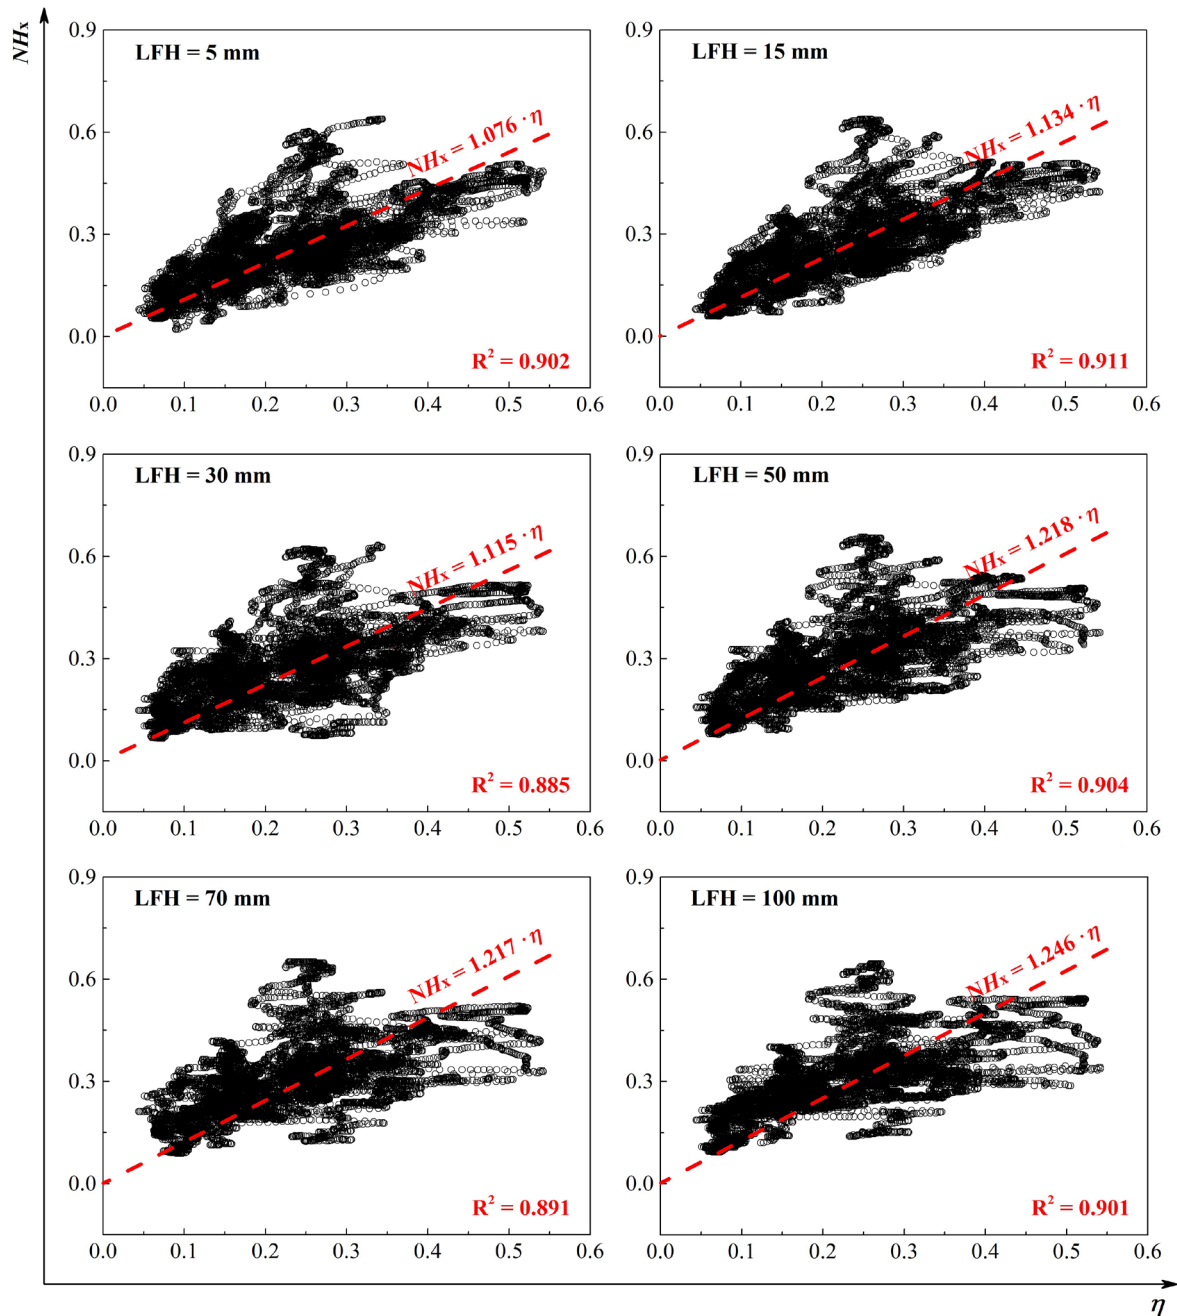 NHx
LFH = 5 mm
NHx = 1.076 · η
R² = 0.902
0.9
0.6
0.3
0.0
0.0 0.1 0.2 0.3 0.4 0.5 0.6
LFH = 15 mm
NHx = 1.134 · η
R² = 0.911
0.9
0.6
0.3
0.0
0.0 0.1 0.2 0.3 0.4 0.5 0.6
LFH = 30 mm
NHx = 1.115 · η
R² = 0.885
0.9
0.6
0.3
0.0
0.0 0.1 0.2 0.3 0.4 0.5 0.6
LFH = 50 mm
NHx = 1.218 · η
R² = 0.904
0.9
0.6
0.3
0.0
0.0 0.1 0.2 0.3 0.4 0.5 0.6
LFH = 70 mm
NHx = 1.217 · η
R² = 0.891
0.9
0.6
0.3
0.0
0.0 0.1 0.2 0.3 0.4 0.5 0.6
LFH = 100 mm
NHx = 1.246 · η
R² = 0.901
0.9
0.6
0.3
0.0
0.0 0.1 0.2 0.3 0.4 0.5 0.6
η